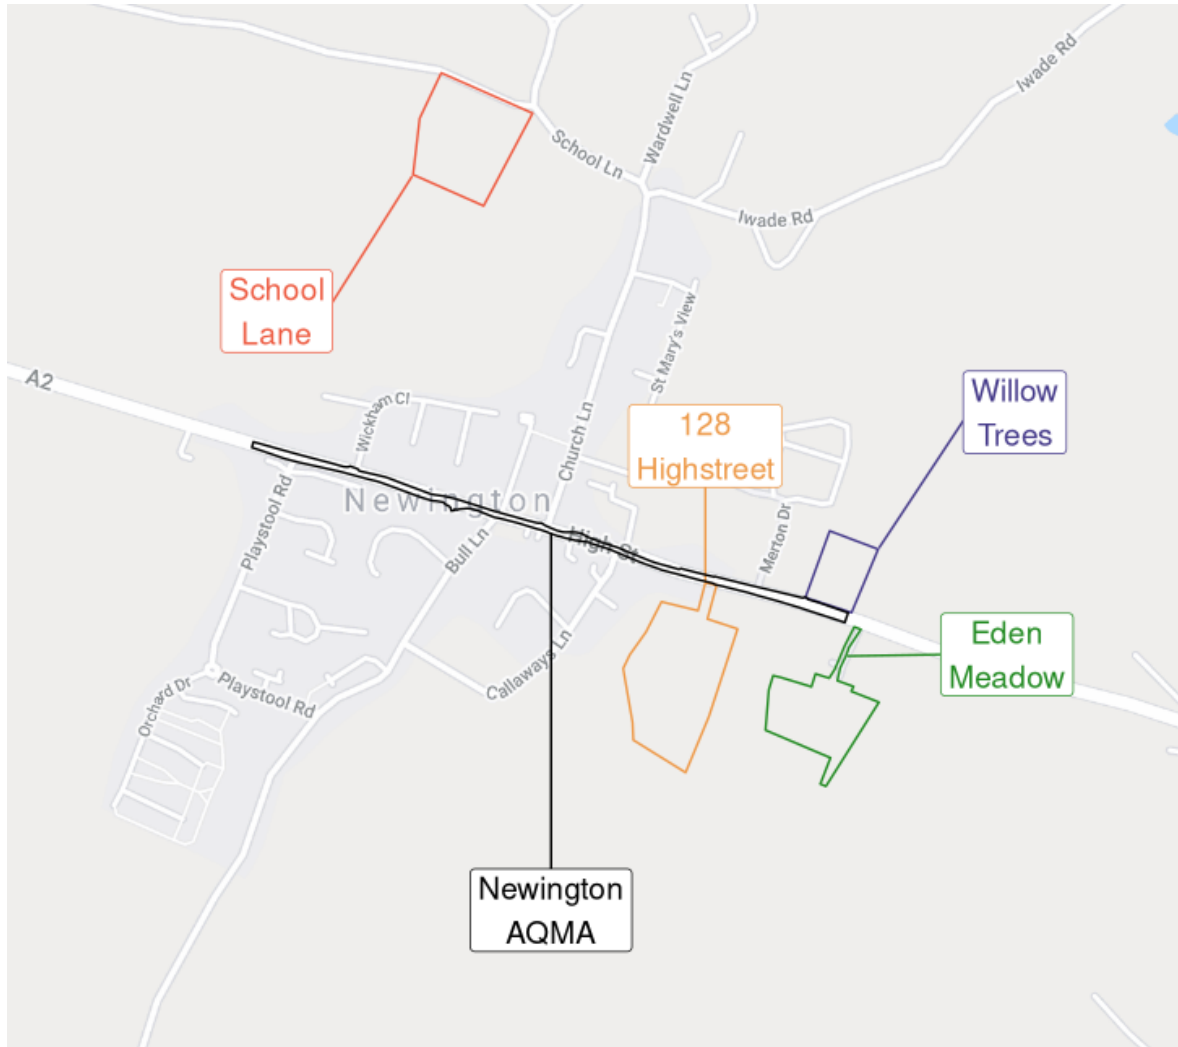 Iwade Rd
Wardwell Ln
School Ln
Iwade Rd
School
Lane
St Mary's View
A2
Willow
Trees
Wickham Cl
Church Ln
128
Highstreet
Newington
High St
Merton Dr
Playstool Rd
Bull Ln
Eden
Meadow
Callaways Ln
Orchard Dr
Playstool Rd
Newington
AQMA